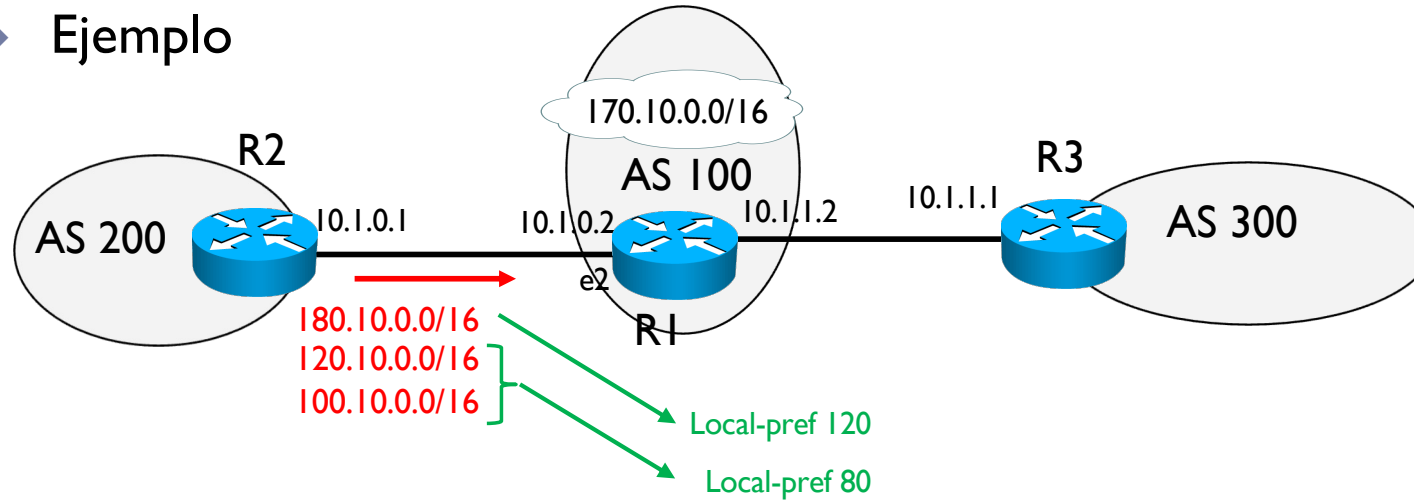 Ejemplo
170.10.0.0/16
R2
AS 100
R3
AS 200
10.1.0.1
10.1.0.2
10.1.1.2
10.1.1.1
AS 300
e2
R1
180.10.0.0/16
120.10.0.0/16
100.10.0.0/16
Local-pref 120
Local-pref 80